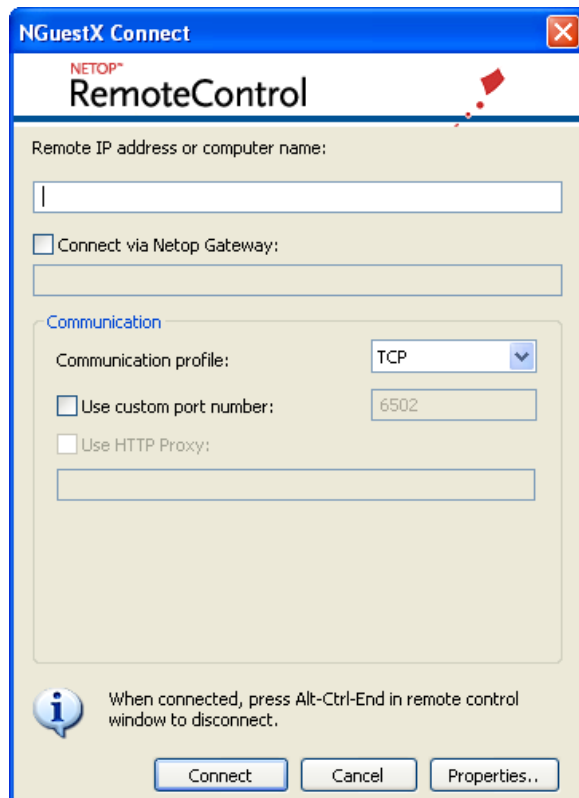 NGuestX Connect
NETOP™
RemoteControl
Remote IP address or computer name:
Connect via Netop Gateway:
Communication
Communication profile:
TCP
Use custom port number:
6502
Use HTTP Proxy:
When connected, press Alt-Ctrl-End in remote control
window to disconnect.
Connect
Cancel
Properties..